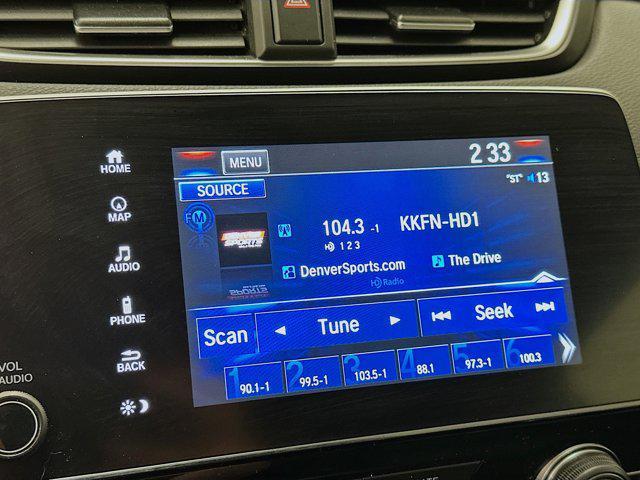 HOME
MAP
AUDIO
PHONE
BACK
VOL
AUDIO
MENU
2 33
SOURCE
"ST" 13
FM
SPORTS
104.3 -1 KKFN-HD1
HD 1 2 3
DenverSports.com The Drive
HD Radio
Scan Tune Seek
1 90.1-1
2 99.5-1
3 103.5-1
4 88.1
5 97.3-1
6 100.3